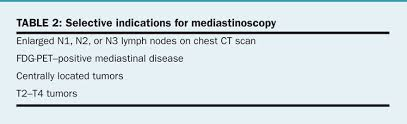 TABLE 2: Selective indications for mediastinoscopy
Enlarged N1, N2, or N3 lymph nodes on chest CT scan
FDG-PET–positive mediastinal disease
Centrally located tumors
T2–T4 tumors